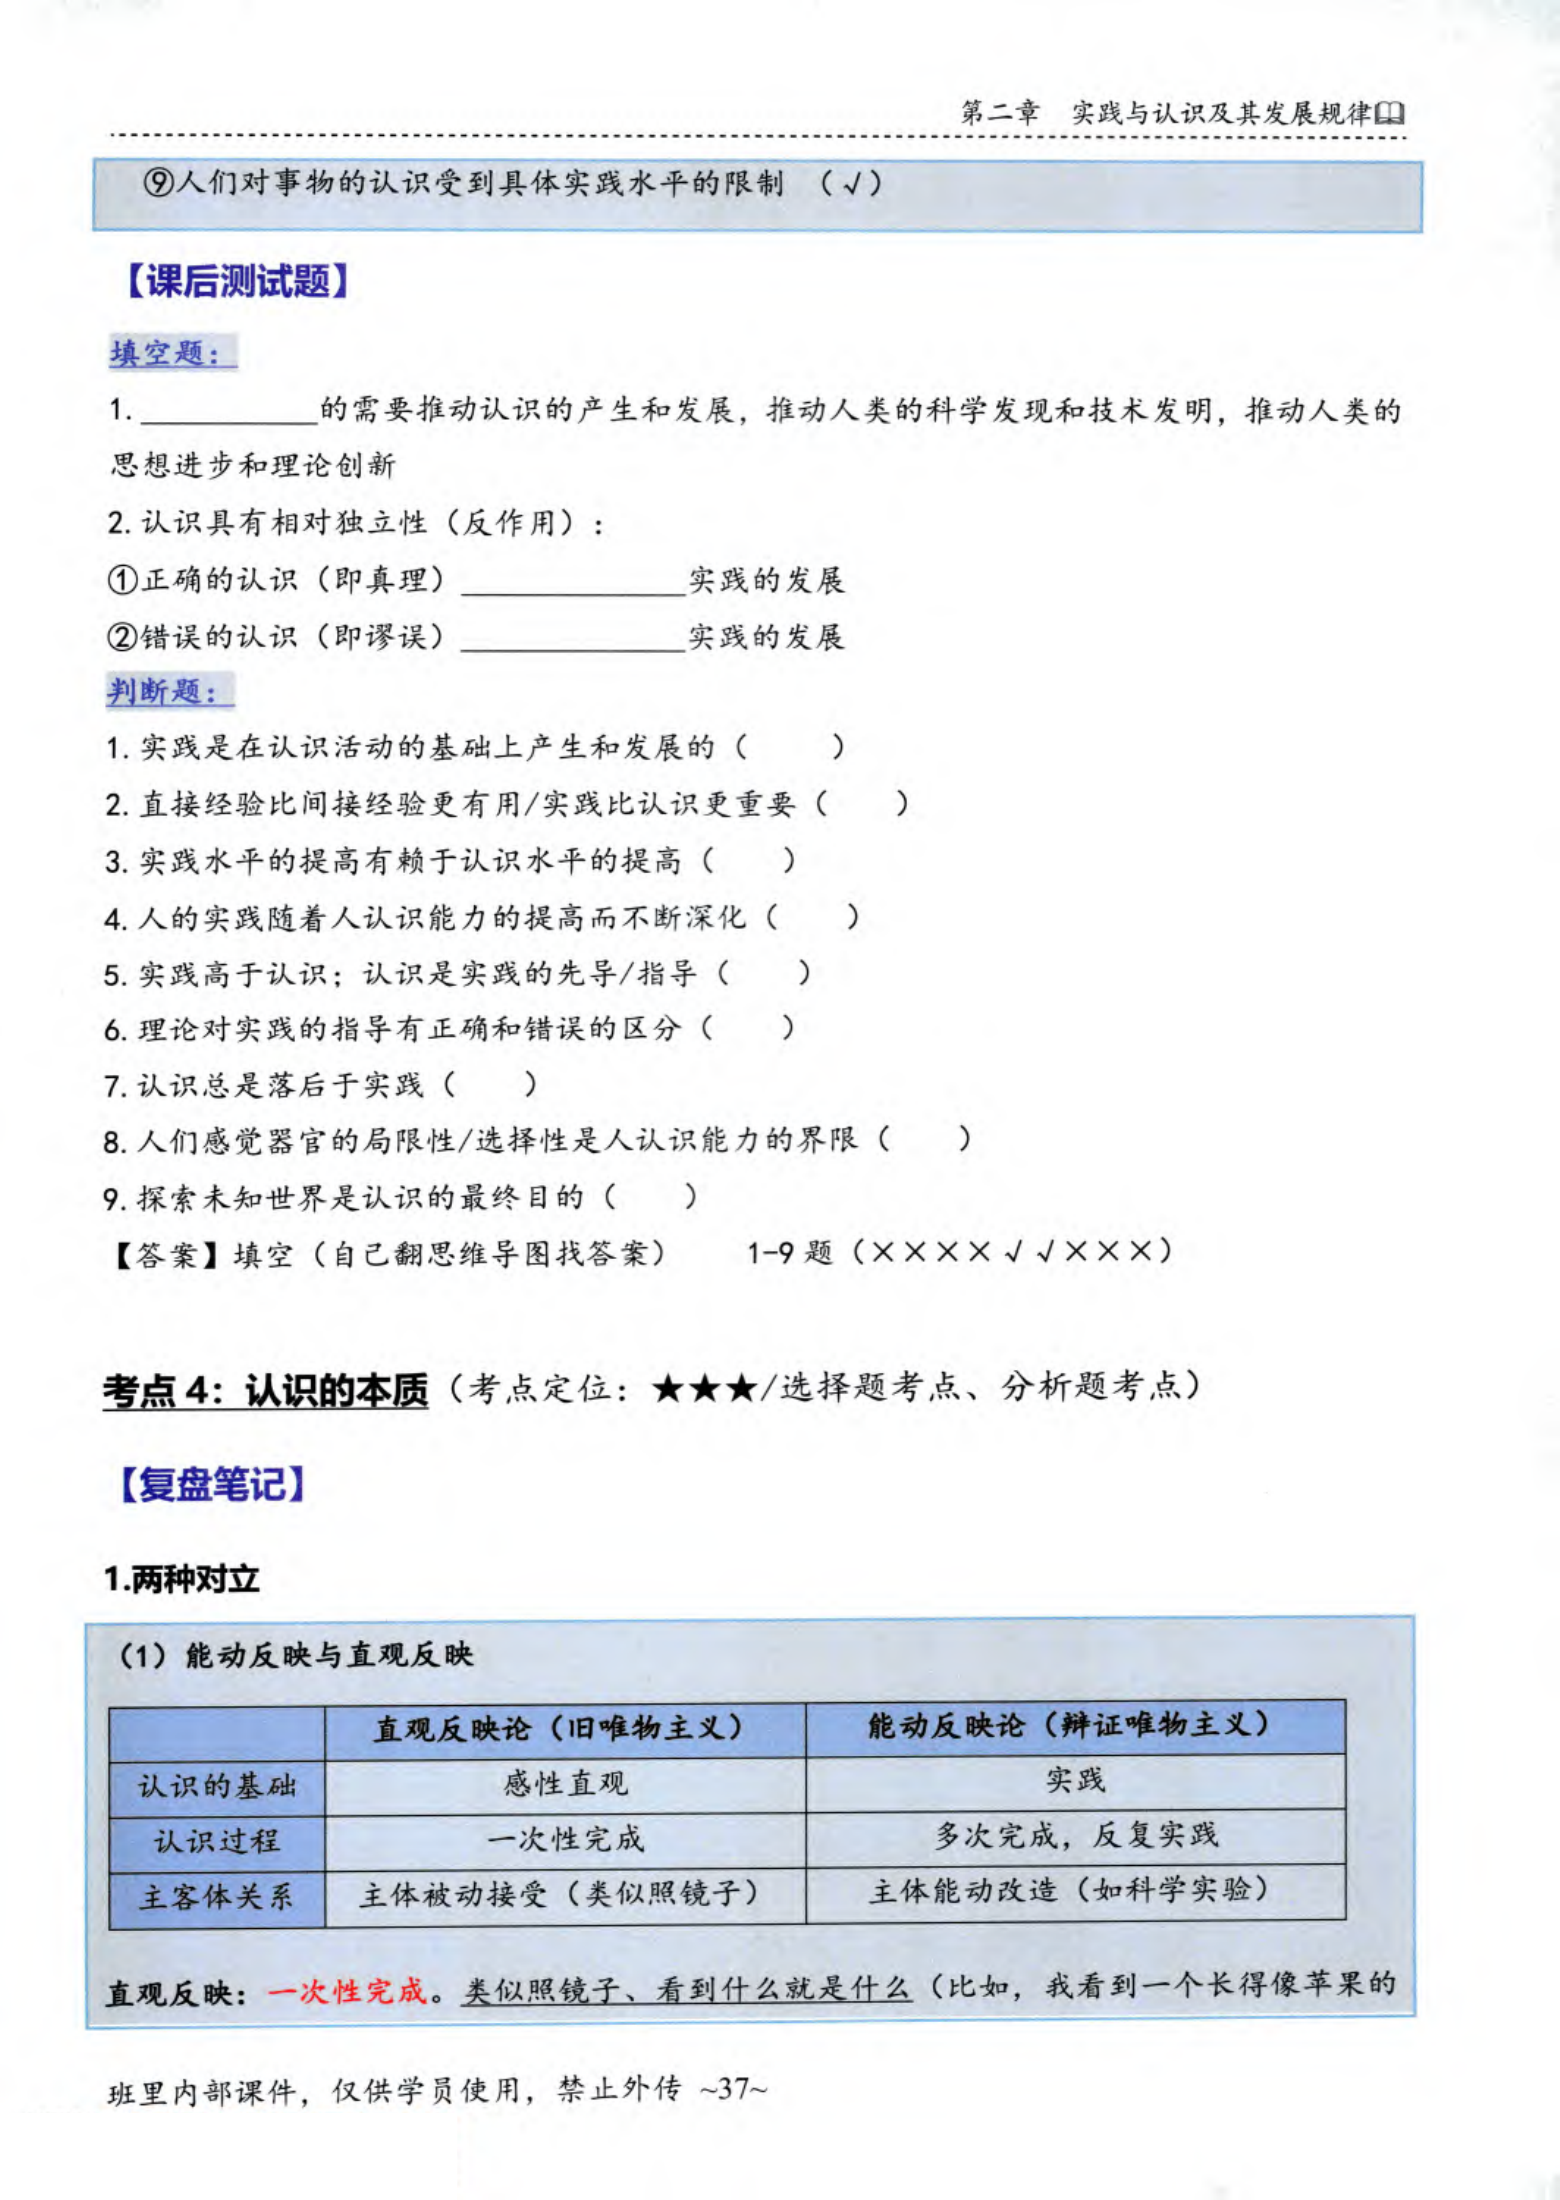 第二章 实践与认识及其发展规律
⑨人们对事物的认识受到具体实践水平的限制 （√）
【课后测试题】
填空题：
1.___________的需要推动认识的产生和发展，推动人类的科学发现和技术发明，推动人类的
思想进步和理论创新
2.认识具有相对独立性（反作用）：
①正确的认识（即真理）______________实践的发展
②错误的认识（即谬误）______________实践的发展
判断题：
1.实践是在认识活动的基础上产生和发展的（ ）
2.直接经验比间接经验更有用/实践比认识更重要（ ）
3.实践水平的提高有赖于认识水平的提高（ ）
4.人的实践随着人认识能力的提高而不断深化（ ）
5.实践高于认识；认识是实践的先导/指导（ ）
6.理论对实践的指导有正确和错误的区分（ ）
7.认识总是落后于实践（ ）
8.人们感觉器官的局限性/选择性是人认识能力的界限（ ）
9.探索未知世界是认识的最终目的（ ）
【答案】填空（自己翻思维导图找答案） 1-9 题（××××√√×××）
考点 4：认识的本质（考点定位：★★★/选择题考点、分析题考点）
【复盘笔记】
1.两种对立
（1）能动反映与直观反映
直观反映论（旧唯物主义） 能动反映论（辩证唯物主义）
认识的基础 感性直观 实践
认识过程 一次性完成 多次完成，反复实践
主客体关系 主体被动接受（类似照镜子） 主体能动改造（如科学实验）
直观反映：一次性完成。类似照镜子、看到什么就是什么（比如，我看到一个长得像苹果的
班里内部课件，仅供学员使用，禁止外传 ~37~